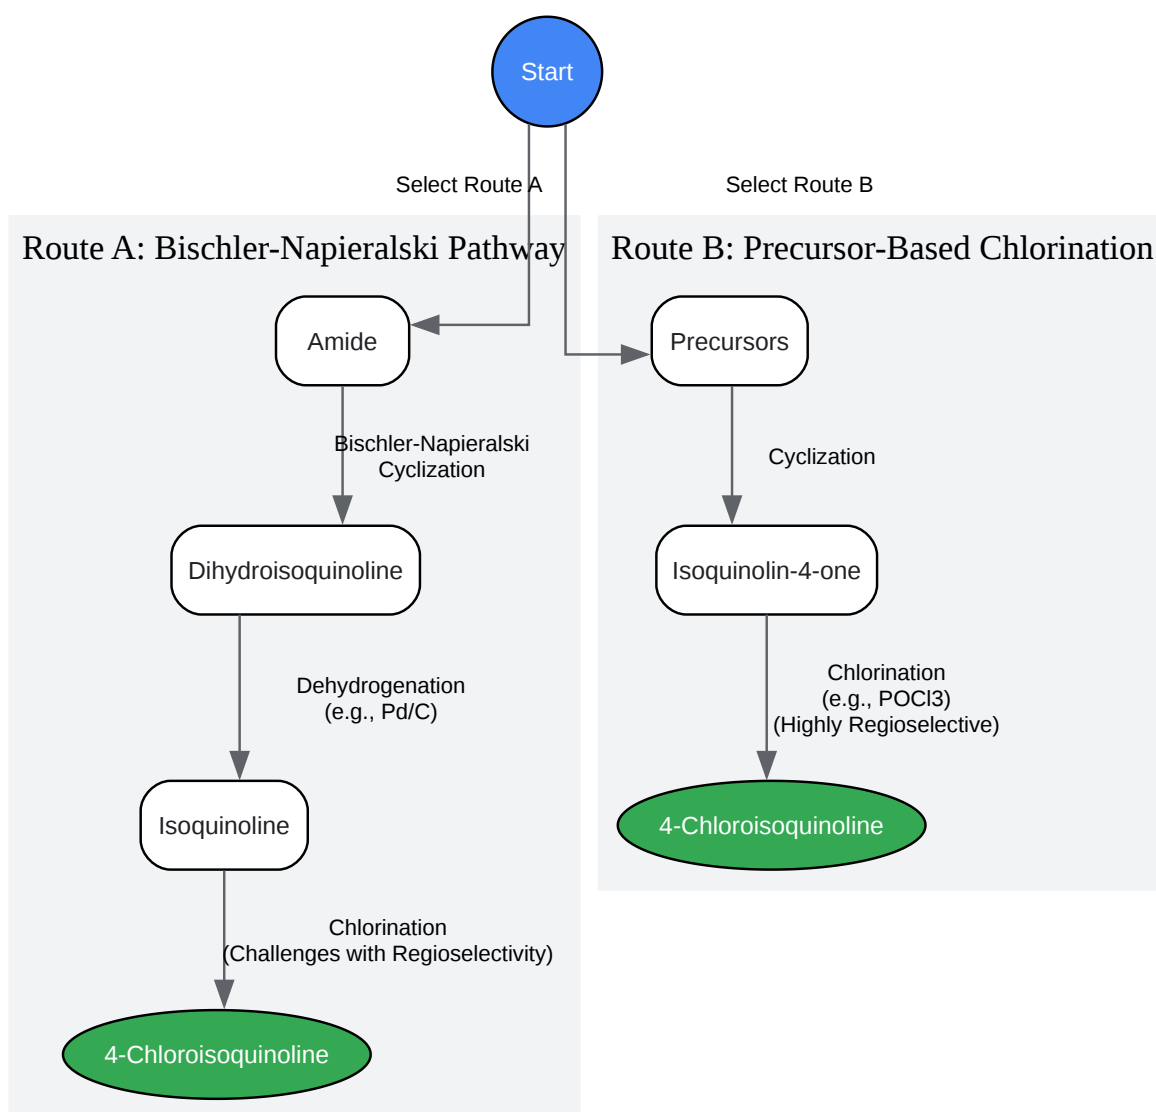 Start
Select Route A
Select Route B
Route A: Bischler-Napieralski Pathway
Amide
Bischler-Napieralski
Cyclization
Dihydroisoquinoline
Dehydrogenation
(e.g., Pd/C)
Isoquinoline
Chlorination
(Challenges with Regioselectivity)
4-Chloroisoquinoline
Route B: Precursor-Based Chlorination
Precursors
Cyclization
Isoquinolin-4-one
Chlorination
(e.g., POCl3)
(Highly Regioselective)
4-Chloroisoquinoline